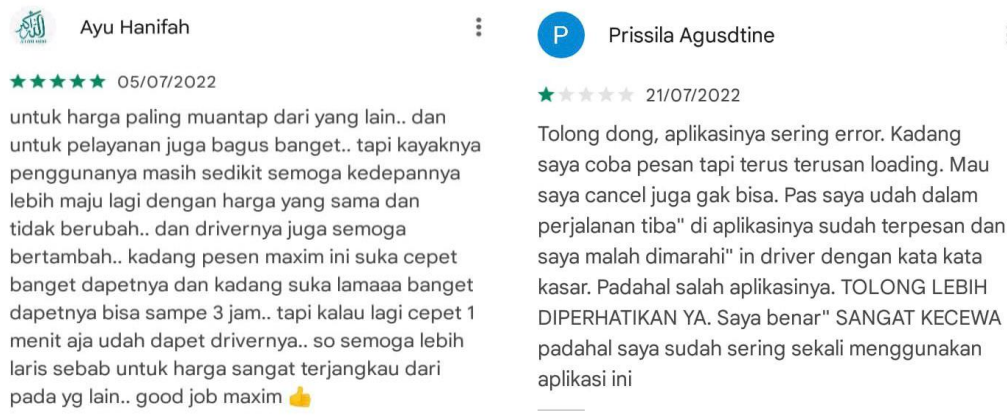 Ayu Hanifah
05/07/2022
untuk harga paling muantap dari yang lain.. dan
untuk pelayanan juga bagus banget.. tapi kayaknya
penggunanya masih sedikit semoga kedepannya
lebih maju lagi dengan harga yang sama dan
tidak berubah.. dan drivernya juga semoga
bertambah.. kadang pesen maxim ini suka cepet
banget dapetnya dan kadang suka lamaaa banget
dapetnya bisa sampe 3 jam.. tapi kalau lagi cepet 1
menit aja udah dapet drivernya.. so semoga lebih
laris sebab untuk harga sangat terjangkau dari
pada yg lain.. good job maxim 👍
P
Prissila Agusdtine
21/07/2022
Tolong dong, aplikasinya sering error. Kadang
saya coba pesan tapi terus terusan loading. Mau
saya cancel juga gak bisa. Pas saya udah dalam
perjalanan tiba" di aplikasinya sudah terpesan dan
saya malah dimarahi" in driver dengan kata kata
kasar. Padahal salah aplikasinya. TOLONG LEBIH
DIPERHATIKAN YA. Saya benar" SANGAT KECEWA
padahal saya sudah sering sekali menggunakan
aplikasi ini